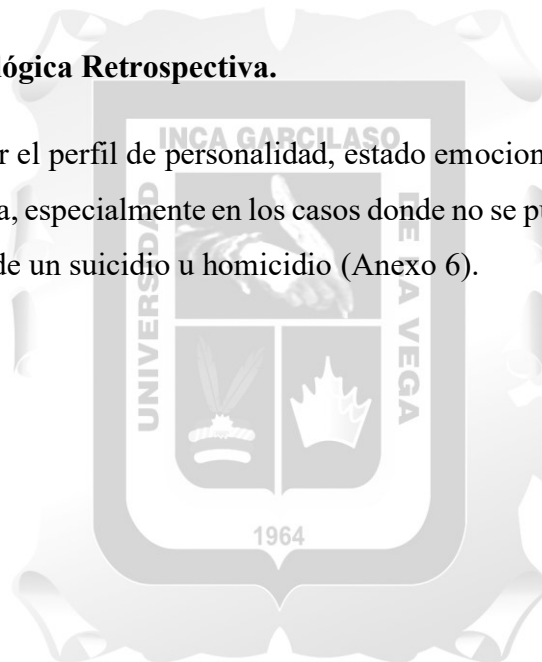 lógica Retrospectiva.
r el perfil de personalidad, estado emocion
a, especialmente en los casos donde no se pu
de un suicidio u homicidio (Anexo 6).
INCA GARCILASO
UNIVERSIDAD
DE LA VEGA
1964